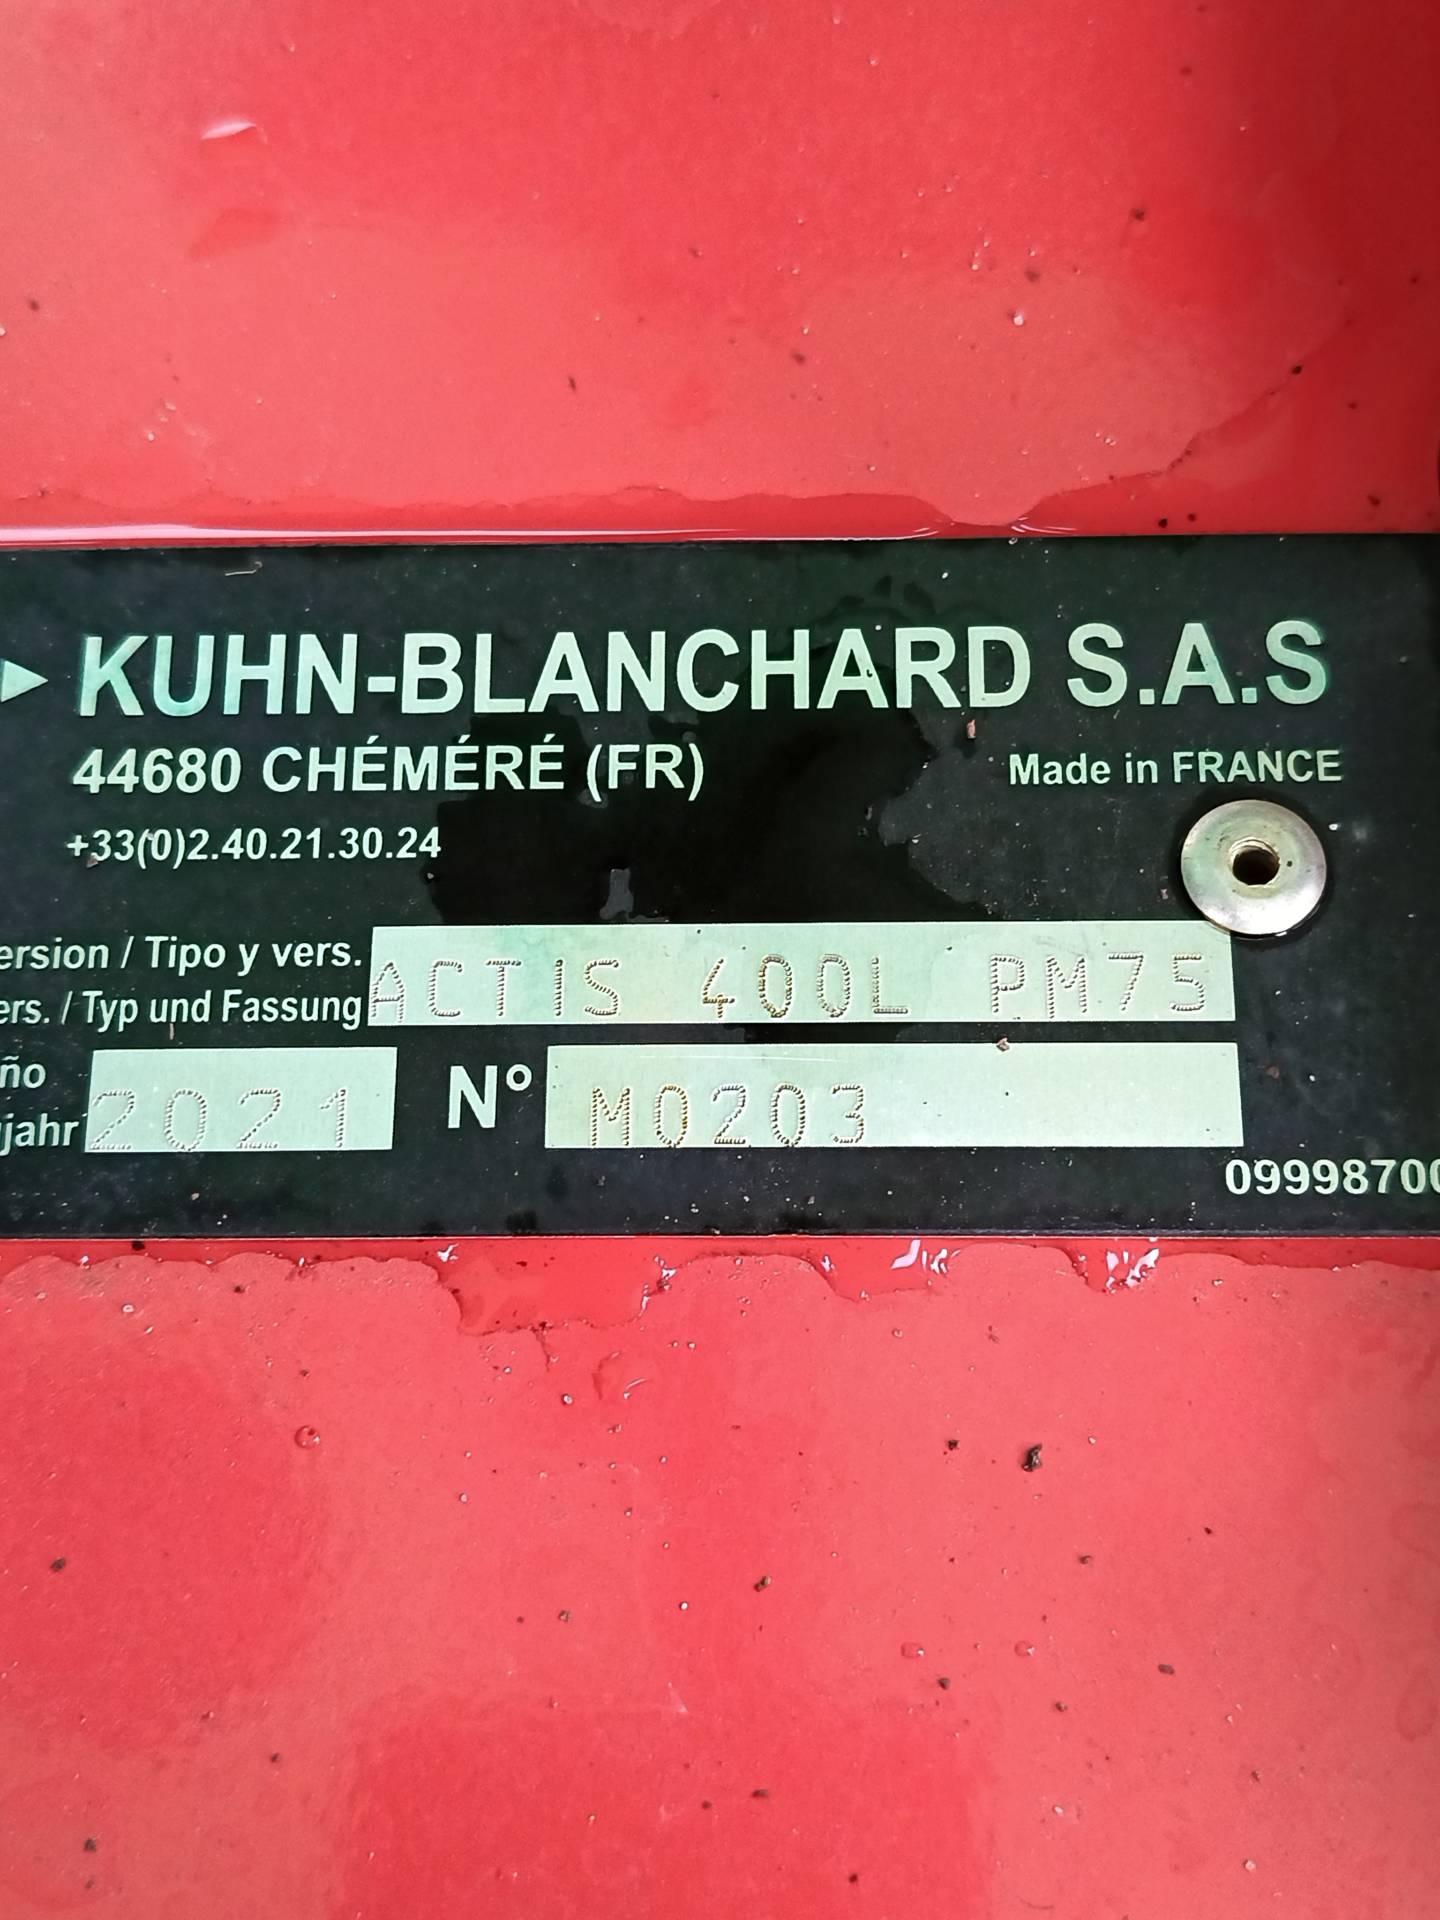 KUHN-BLANCHARD S.A.S
44680 CHÉMÉRÉ (FR)
Made in FRANCE
+33(0)2.40.21.30.24
ersion / Tipo y vers.
ers. / Typ und Fassung
ACTIS 400L PM75
ño
jahr
2021
N° M0203
0999870